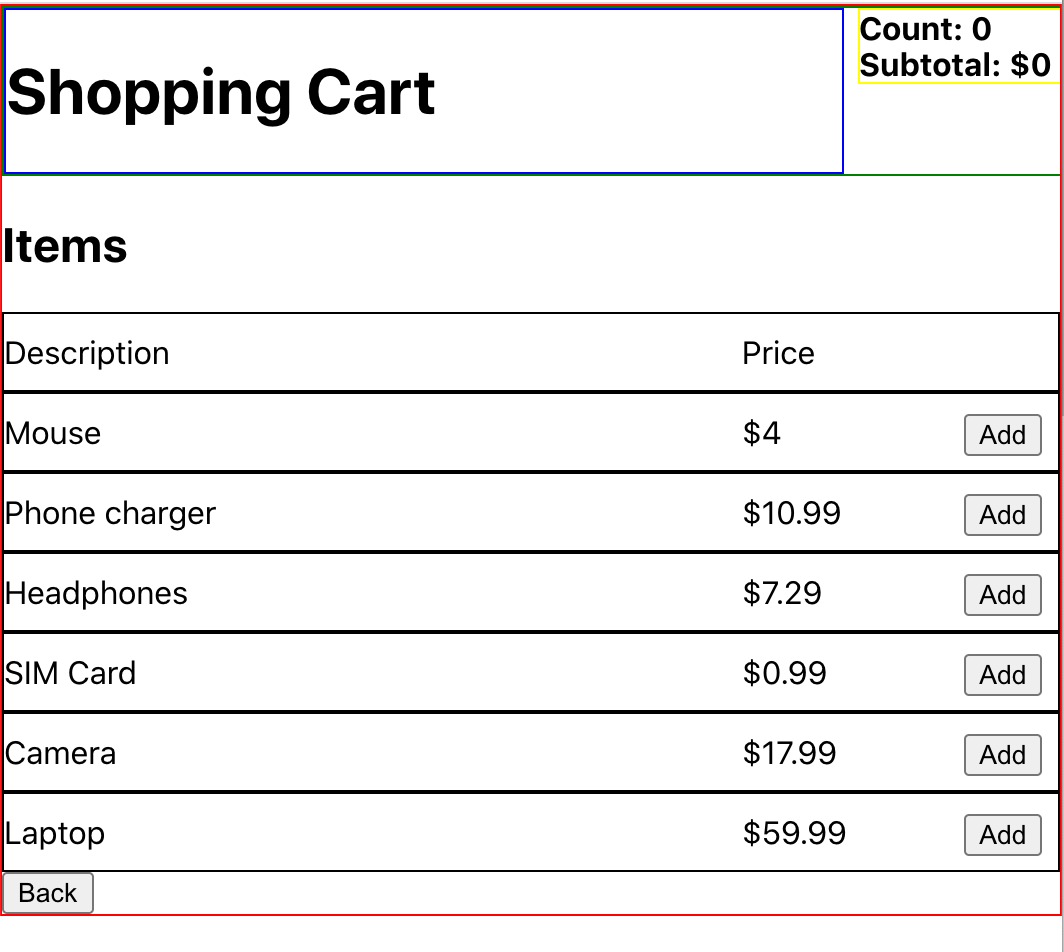 Shopping Cart
Count: 0
Subtotal: $0
Items
Description Price
Mouse $4 Add
Phone charger $10.99 Add
Headphones $7.29 Add
SIM Card $0.99 Add
Camera $17.99 Add
Laptop $59.99 Add
Back